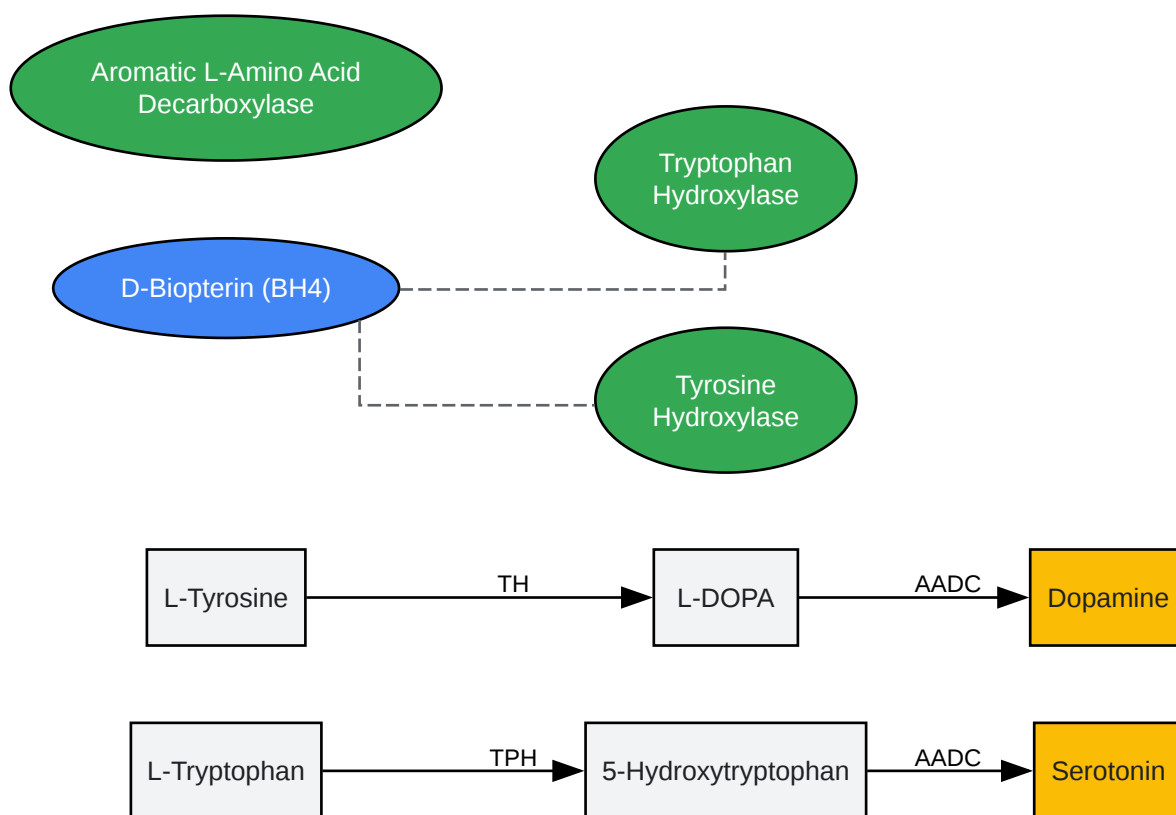 Aromatic L-Amino Acid
Decarboxylase
Tryptophan
Hydroxylase
D-Biopterin (BH4)
Tyrosine
Hydroxylase
L-Tyrosine
TH
L-DOPA
AADC
Dopamine
L-Tryptophan
TPH
5-Hydroxytryptophan
AADC
Serotonin